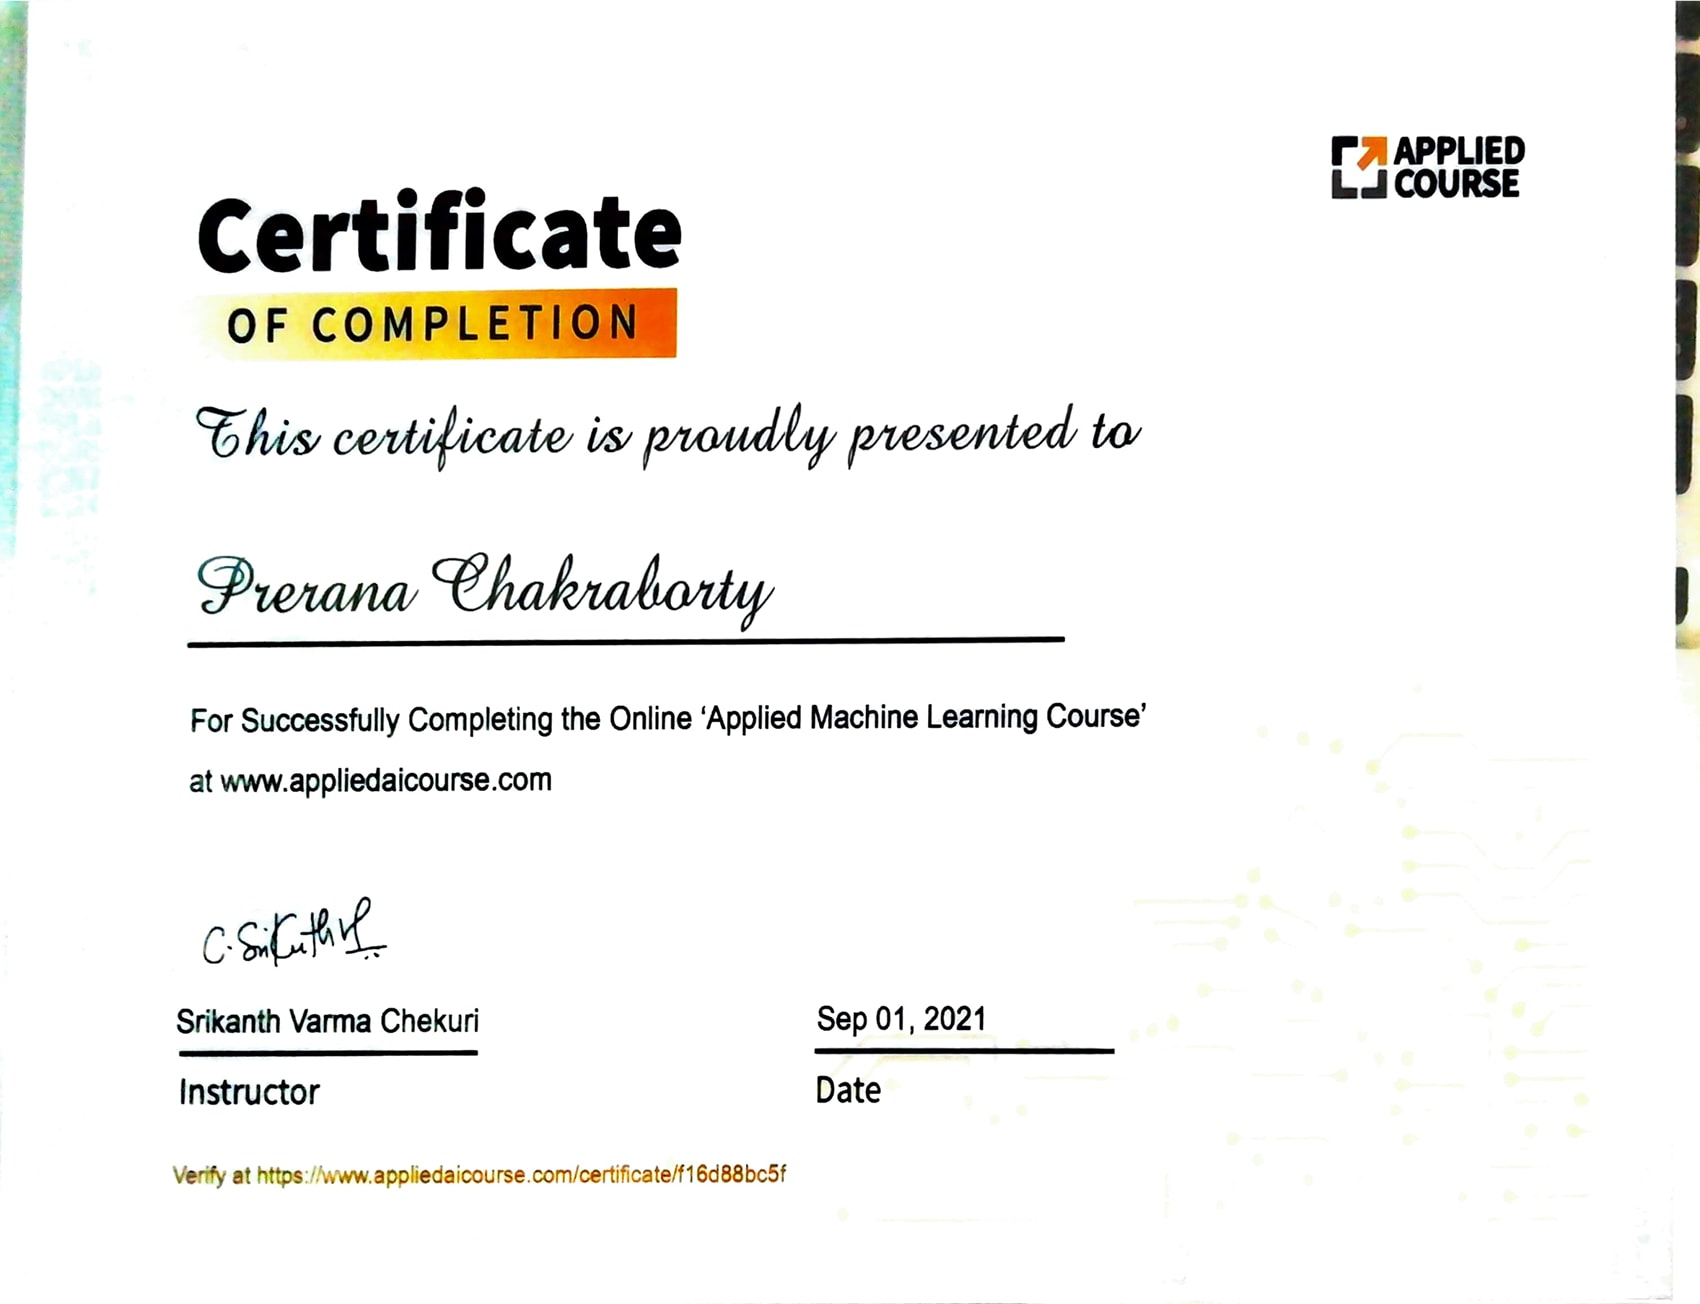 APPLIED
COURSE
Certificate
OF COMPLETION
This certificate is proudly presented to
Prerana Chakraborty
For Successfully Completing the Online ‘Applied Machine Learning Course’
at www.appliedaicourse.com
C. Srikanth V
Srikanth Varma Chekuri
Sep 01, 2021
Instructor
Date
Verify at https://www.appliedaicourse.com/certificate/f16d88bc5f